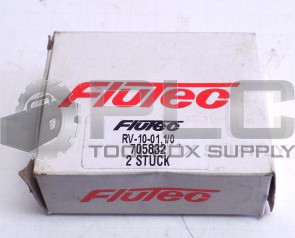 FLUTEC
FLUTEC
RV-10-01.1/0
705832
2 STUCK
PLC
TOOLBOX SUPPLY
FLUTEC